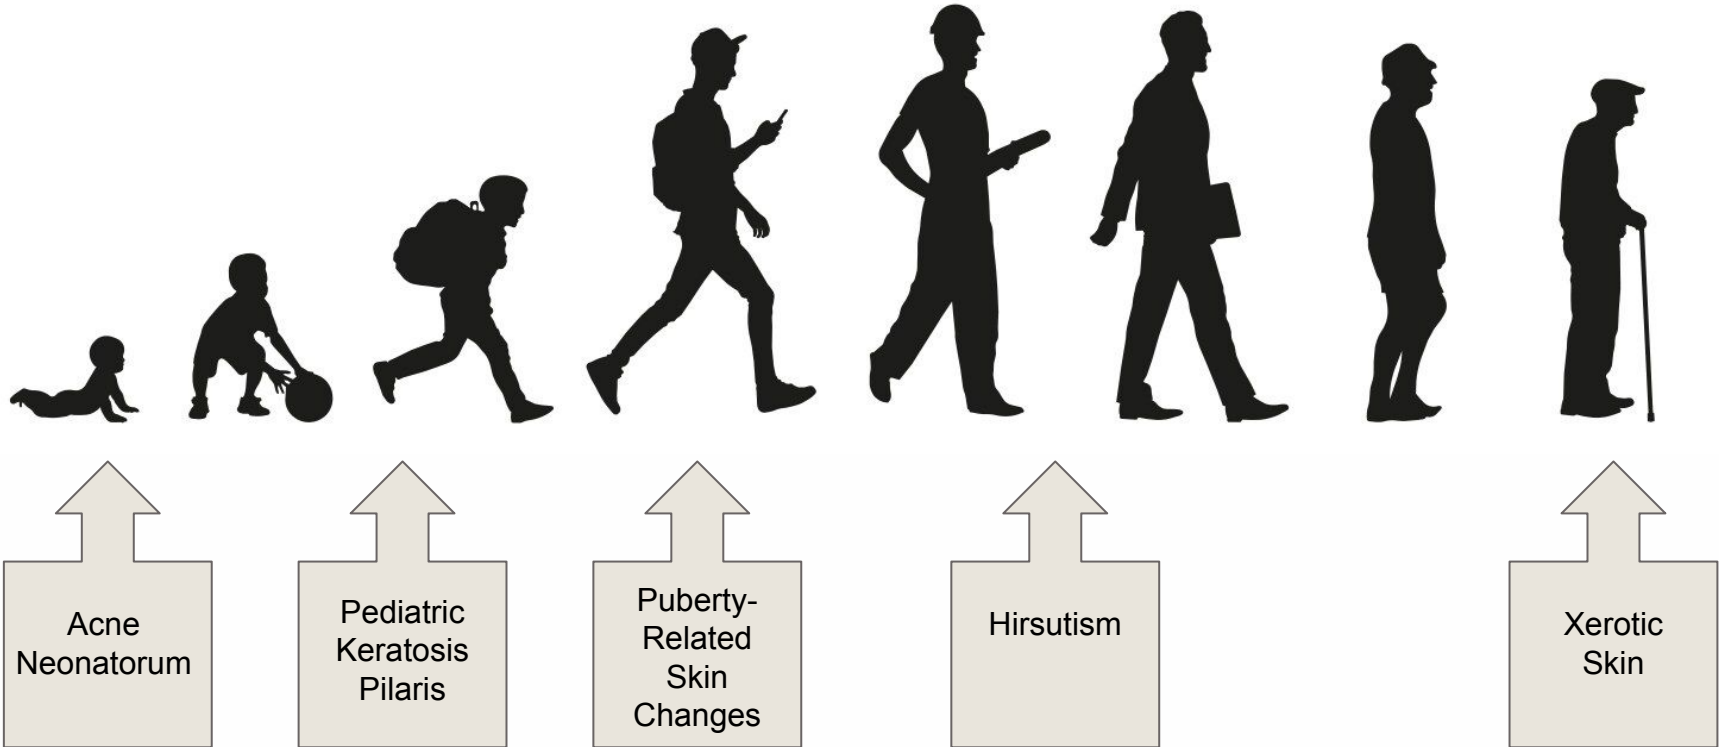 Acne
Neonatorum
Pediatric
Keratosis
Pilaris
Puberty-
Related
Skin
Changes
Hirsutism
Xerotic
Skin